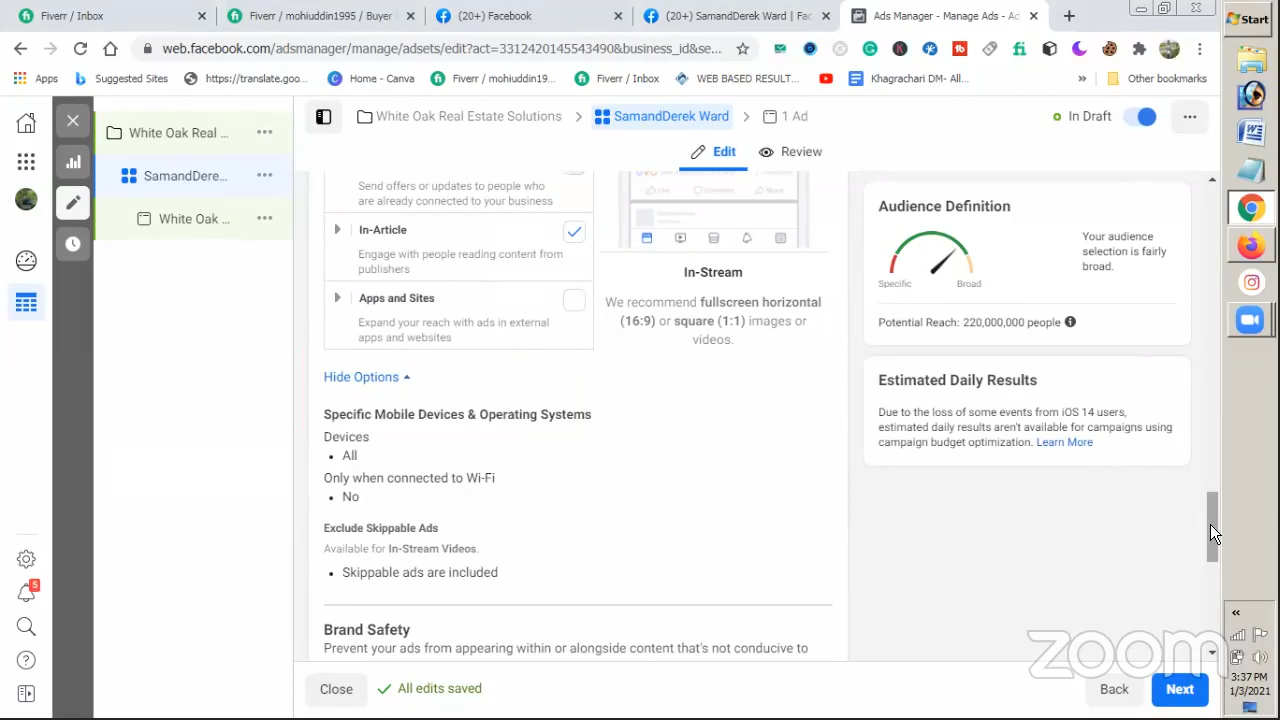 Fiverr / Inbox
Fiverr / mohiuddin1995 / Buyer
(20+) Facebook
(20+) SamandDerek Ward | Fac
Ads Manager - Manage Ads - Ad
Start
web.facebook.com/adsmanager/manage/adsets/edit?act=3312420145543490&business_id&se...
Apps
Suggested Sites
https://translate.goo...
Home - Canva
Fiverr / mohiuddin19...
Fiverr / Inbox
WEB BASED RESULT...
Khagrachari DM- All...
Other bookmarks
White Oak Real ...
SamandDere...
White Oak ...
White Oak Real Estate Solutions
SamandDerek Ward
1 Ad
In Draft
Edit
Review
Send offers or updates to people who
are already connected to your business
In-Article
Engage with people reading content from
publishers
Apps and Sites
Expand your reach with ads in external
apps and websites
In-Stream
We recommend fullscreen horizontal
(16:9) or square (1:1) images or
videos.
Hide Options
Specific Mobile Devices & Operating Systems
Devices
• All
Only when connected to Wi-Fi
• No
Exclude Skippable Ads
Available for In-Stream Videos.
• Skippable ads are included
Brand Safety
Prevent your ads from appearing within or alongside content that's not conducive to
Audience Definition
Your audience
selection is fairly
broad.
Specific
Broad
Potential Reach: 220,000,000 people
Estimated Daily Results
Due to the loss of some events from iOS 14 users,
estimated daily results aren't available for campaigns using
campaign budget optimization. Learn More
5
Close
All edits saved
Back
Next
zoom
3:37 PM
1/3/2021